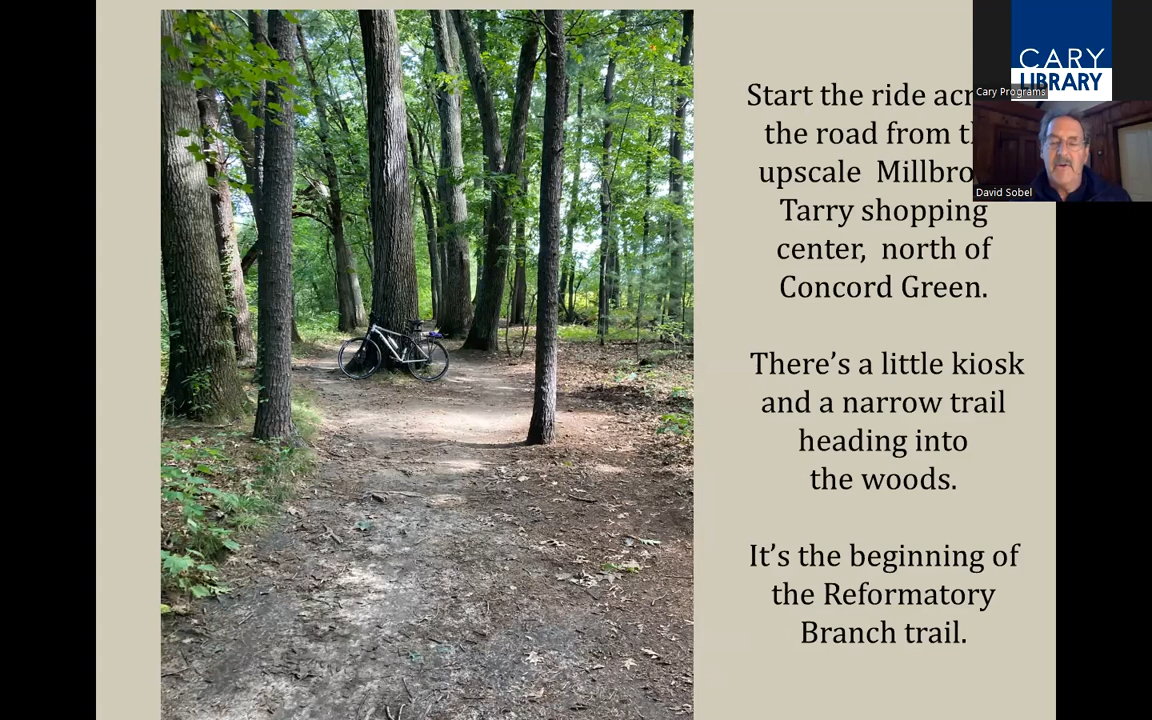 Start the ride
the road from
upscale Millbro
Tarry shopping
center, north of
Concord Green.
There’s a little kiosk
and a narrow trail
heading into
the woods.
It’s the beginning of
the Reformatory
Branch trail.
CARY
LIBRARY
Cary Programs
David Sobel